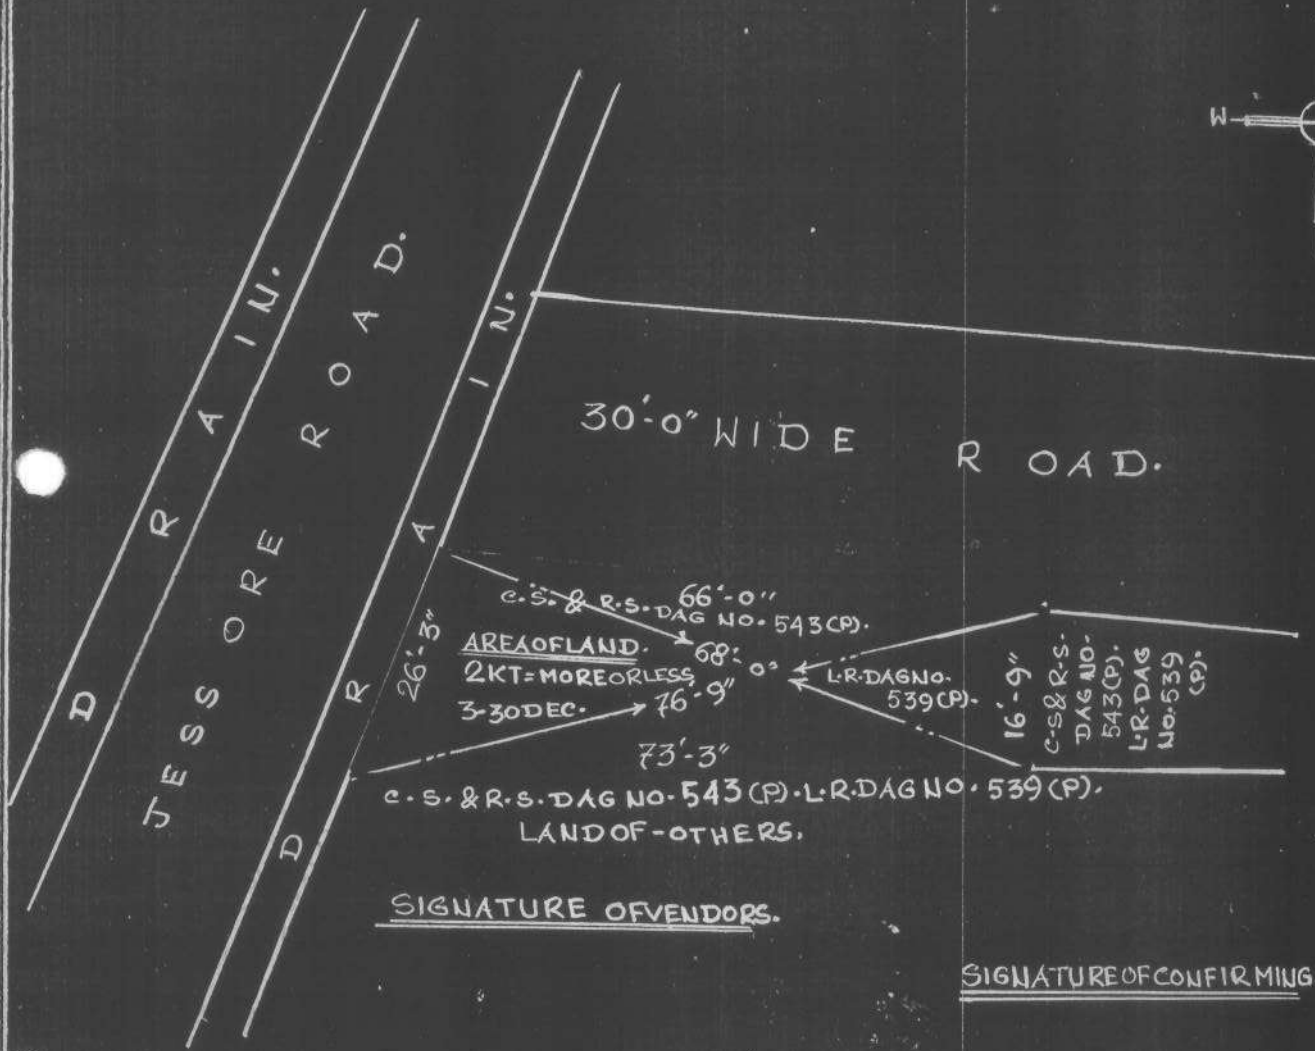 W
DRAIN.
JESSORE ROAD.
DRAIN.
30'-0" WIDE ROAD.
66'-0"
C.S. & R.S. DAG NO. 543(P).
26'-3"
AREA OF LAND.
2KT=MORE OR LESS
3-30 DEC.
68'-0"
76'-9"
L.R. DAG NO.
539(P).
16'-9"
C.S & R.S.
DAG NO.
543(P).
L.R. DAG
NO. 539
(P).
73'-3"
C.S. & R.S. DAG NO. 543(P). L.R. DAG NO. 539(P).
LAND OF-OTHERS.
SIGNATURE OF VENDORS.
SIGNATURE OF CONFIRMING